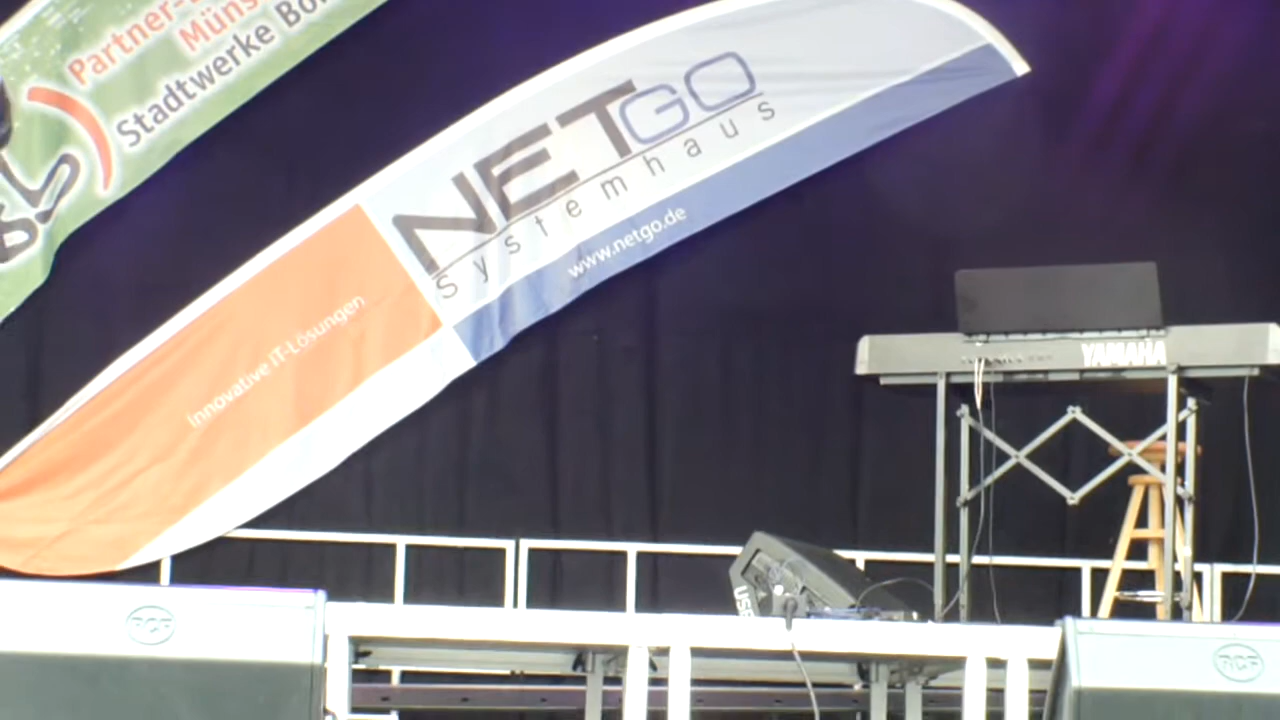 Partner-
Müns
Stadtwerke Bo
NETGO
Systemhaus
www.netgo.de
Innovative IT-Lösungen
YAMAHA
RCF
RCF